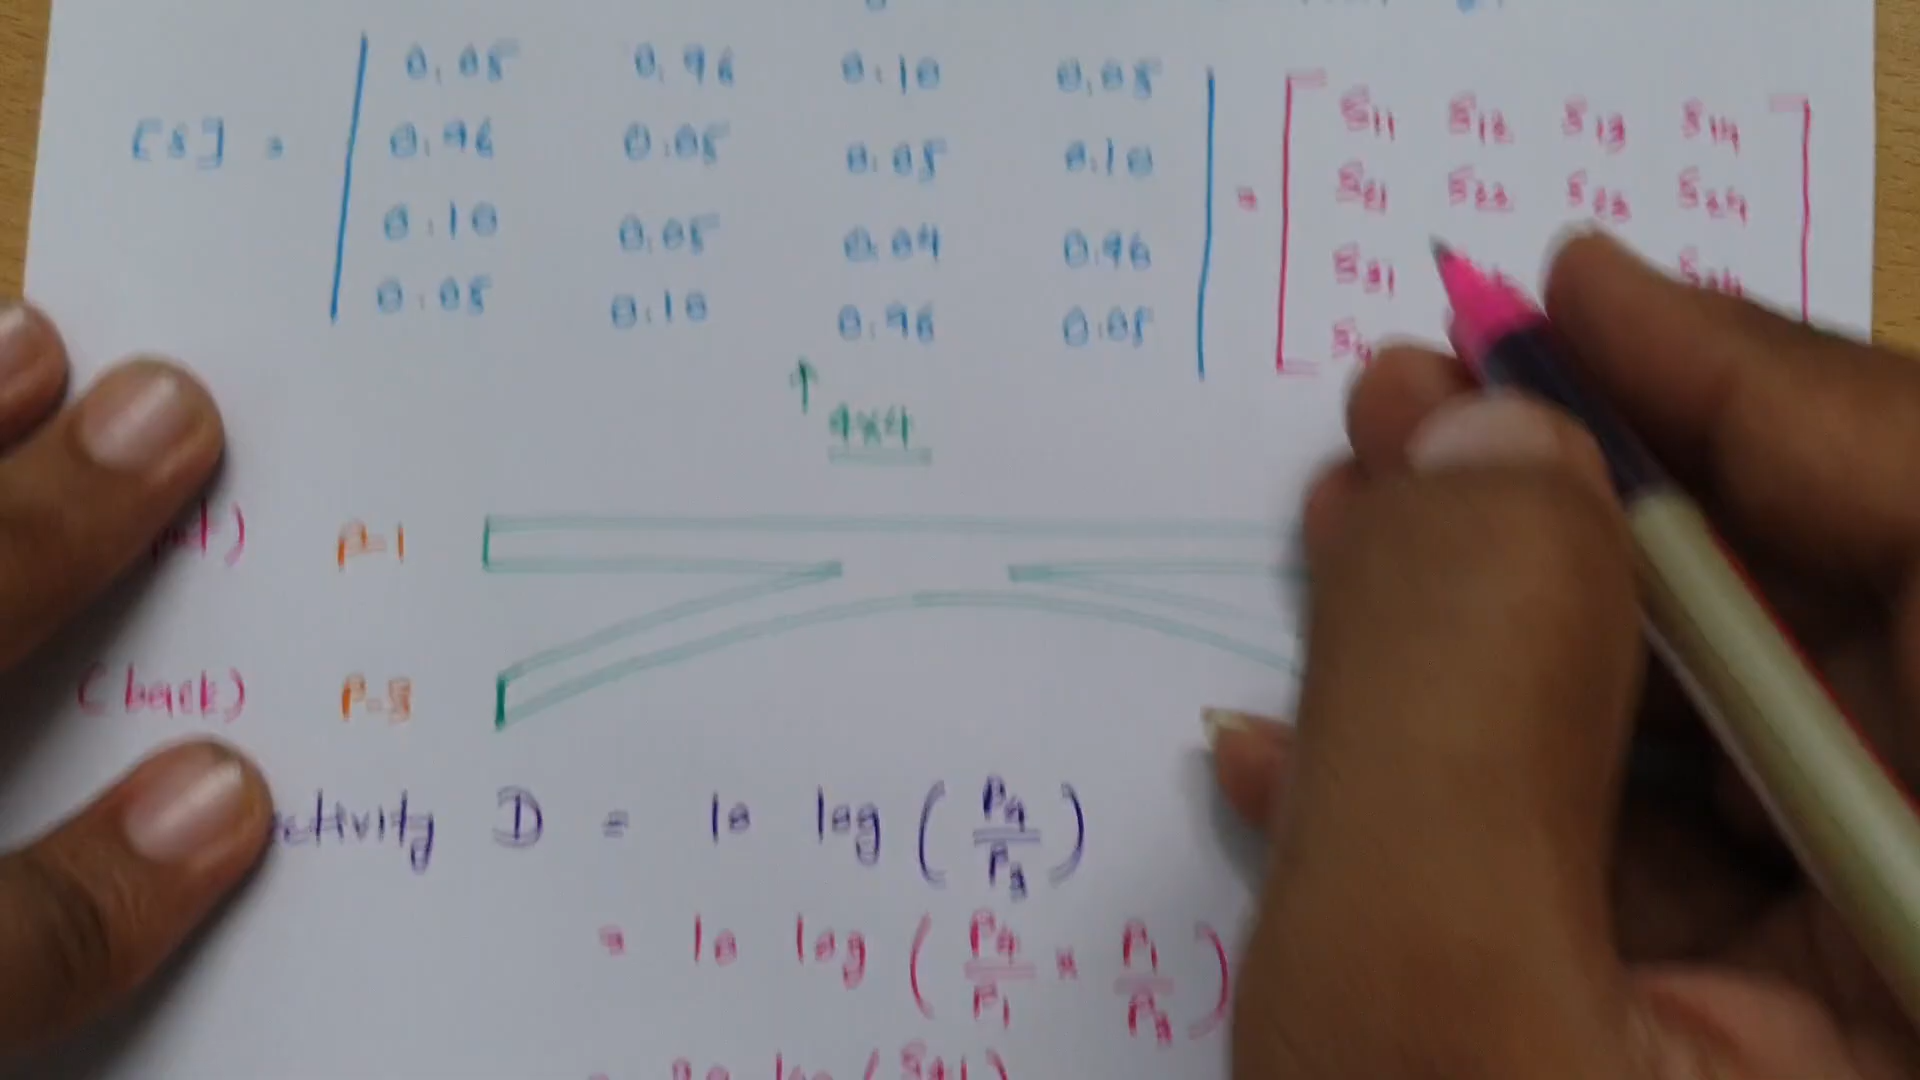 0.05 0.96 0.10 0.05
[S] = 0.96 0.05 0.05 0.10
0.10 0.05 0.04 0.96
0.05 0.10 0.96 0.05
= S11 S12 S13 S14
S21 S22 S23 S24
S31 S34
↑ 4x4
P-1
(back) P-3
D = 10 log (P4/P3)
= 10 log (P4/P1 x P1/P3)